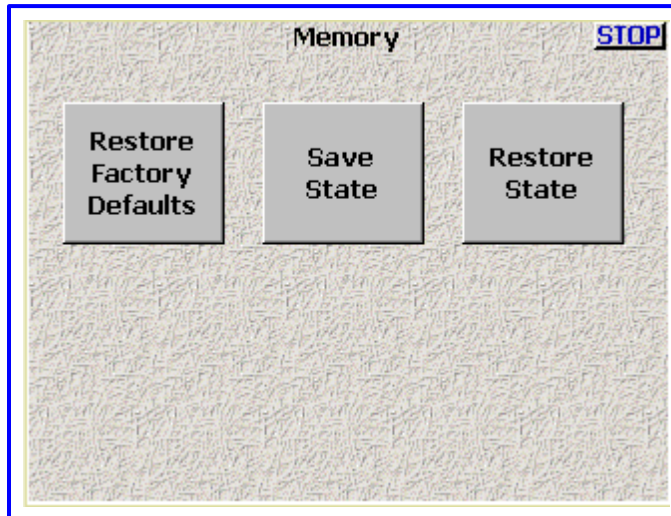 Memory
STOP
Restore
Factory
Defaults
Save
State
Restore
State